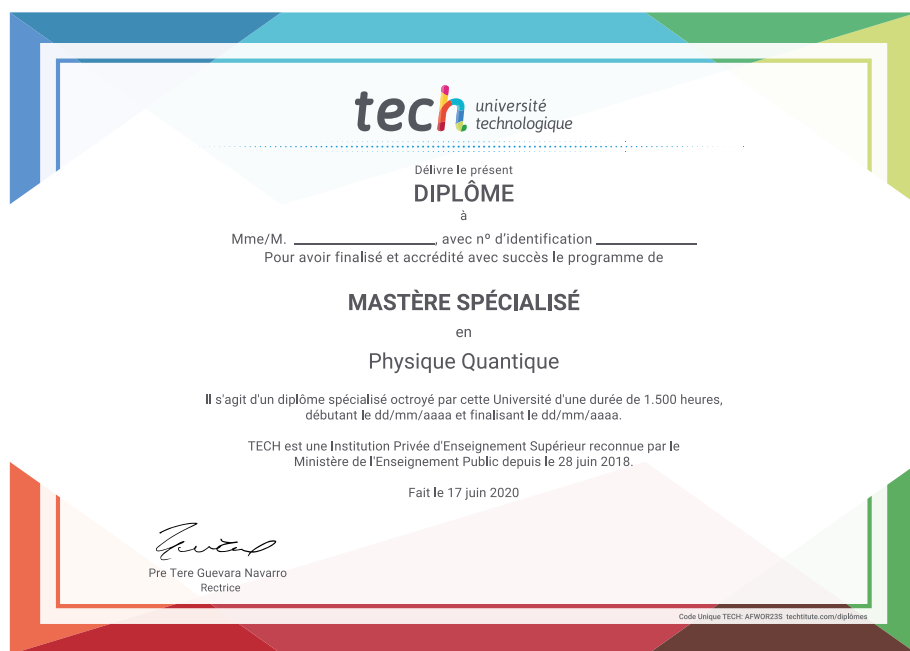 tech université
technologique
Délivre le présent
DIPLÔME
à
Mme/M. ____________, avec nº d'identification ____________
Pour avoir finalisé et accrédité avec succès le programme de
MASTÈRE SPÉCIALISÉ
en
Physique Quantique
Il s'agit d'un diplôme spécialisé octroyé par cette Université d'une durée de 1.500 heures,
débutant le dd/mm/aaaa et finalisant le dd/mm/aaaa.
TECH est une Institution Privée d'Enseignement Supérieur reconnue par le
Ministère de l'Enseignement Public depuis le 28 juin 2018.
Fait le 17 juin 2020
Pre Tere Guevara Navarro
Rectrice
Code Unique TECH: AFWOR23S techtitute.com/diplômes